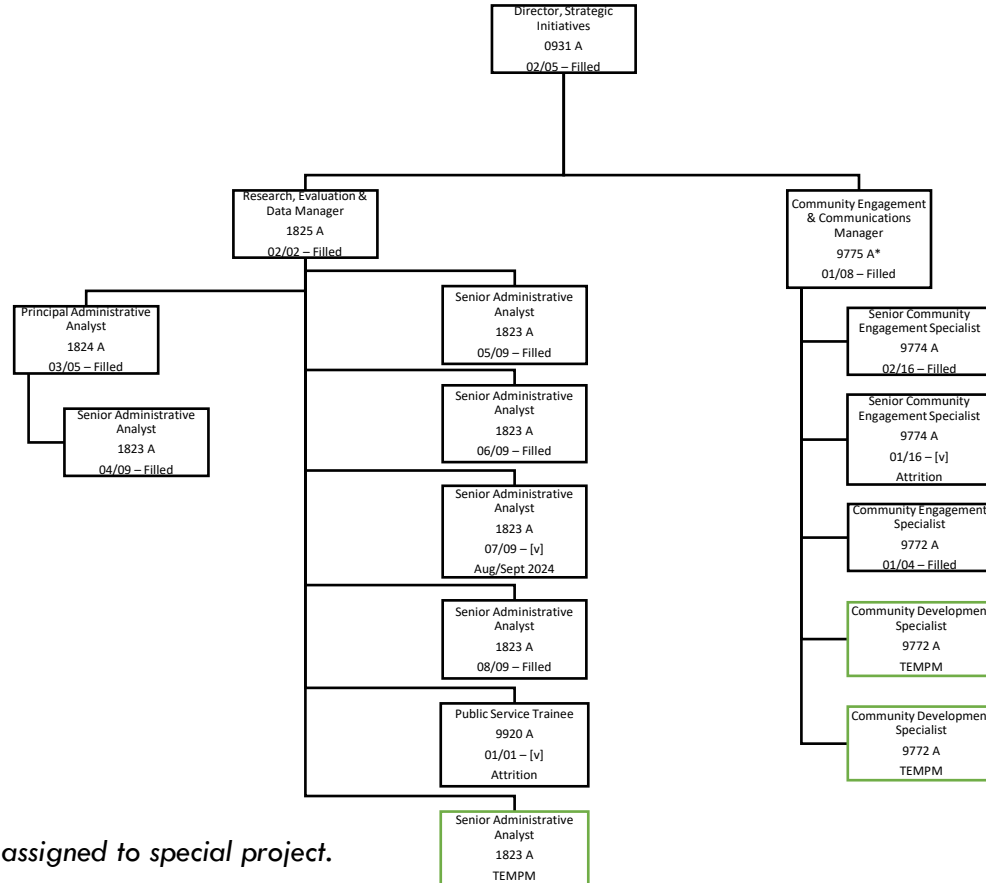 Director, Strategic
Initiatives
0931 A
02/05 – Filled
Research, Evaluation &
Data Manager
1825 A
02/02 – Filled
Community Engagement
& Communications
Manager
9775 A*
01/08 – Filled
Principal Administrative
Analyst
1824 A
03/05 – Filled
Senior Administrative
Analyst
1823 A
04/09 – Filled
Senior Administrative
Analyst
1823 A
05/09 – Filled
Senior Administrative
Analyst
1823 A
06/09 – Filled
Senior Administrative
Analyst
1823 A
07/09 – [v]
Aug/Sept 2024
Senior Administrative
Analyst
1823 A
08/09 – Filled
Public Service Trainee
9920 A
01/01 – [v]
Attrition
Senior Administrative
Analyst
1823 A
TEMPM
Senior Community
Engagement Specialist
9774 A
02/16 – Filled
Senior Community
Engagement Specialist
9774 A
01/16 – [v]
Attrition
Community Engagement
Specialist
9772 A
01/04 – Filled
Community Developmen
Specialist
9772 A
TEMPM
Community Developmen
Specialist
9772 A
TEMPM
assigned to special project.